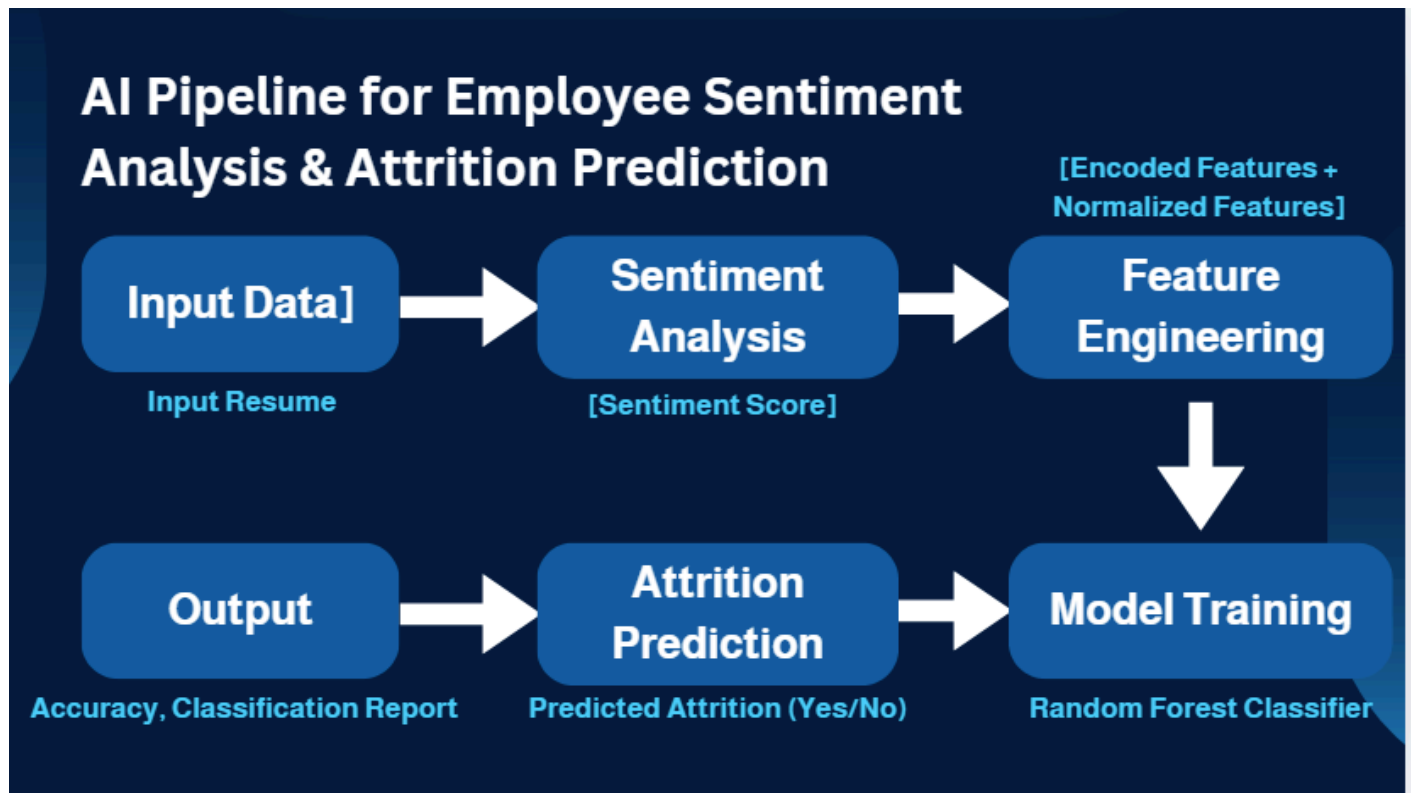 AI Pipeline for Employee Sentiment
Analysis & Attrition Prediction
[Encoded Features +
Normalized Features]
Input Data]
Sentiment
Analysis
Feature
Engineering
Input Resume
[Sentiment Score]
Output
Attrition
Prediction
Model Training
Accuracy, Classification Report
Predicted Attrition (Yes/No)
Random Forest Classifier